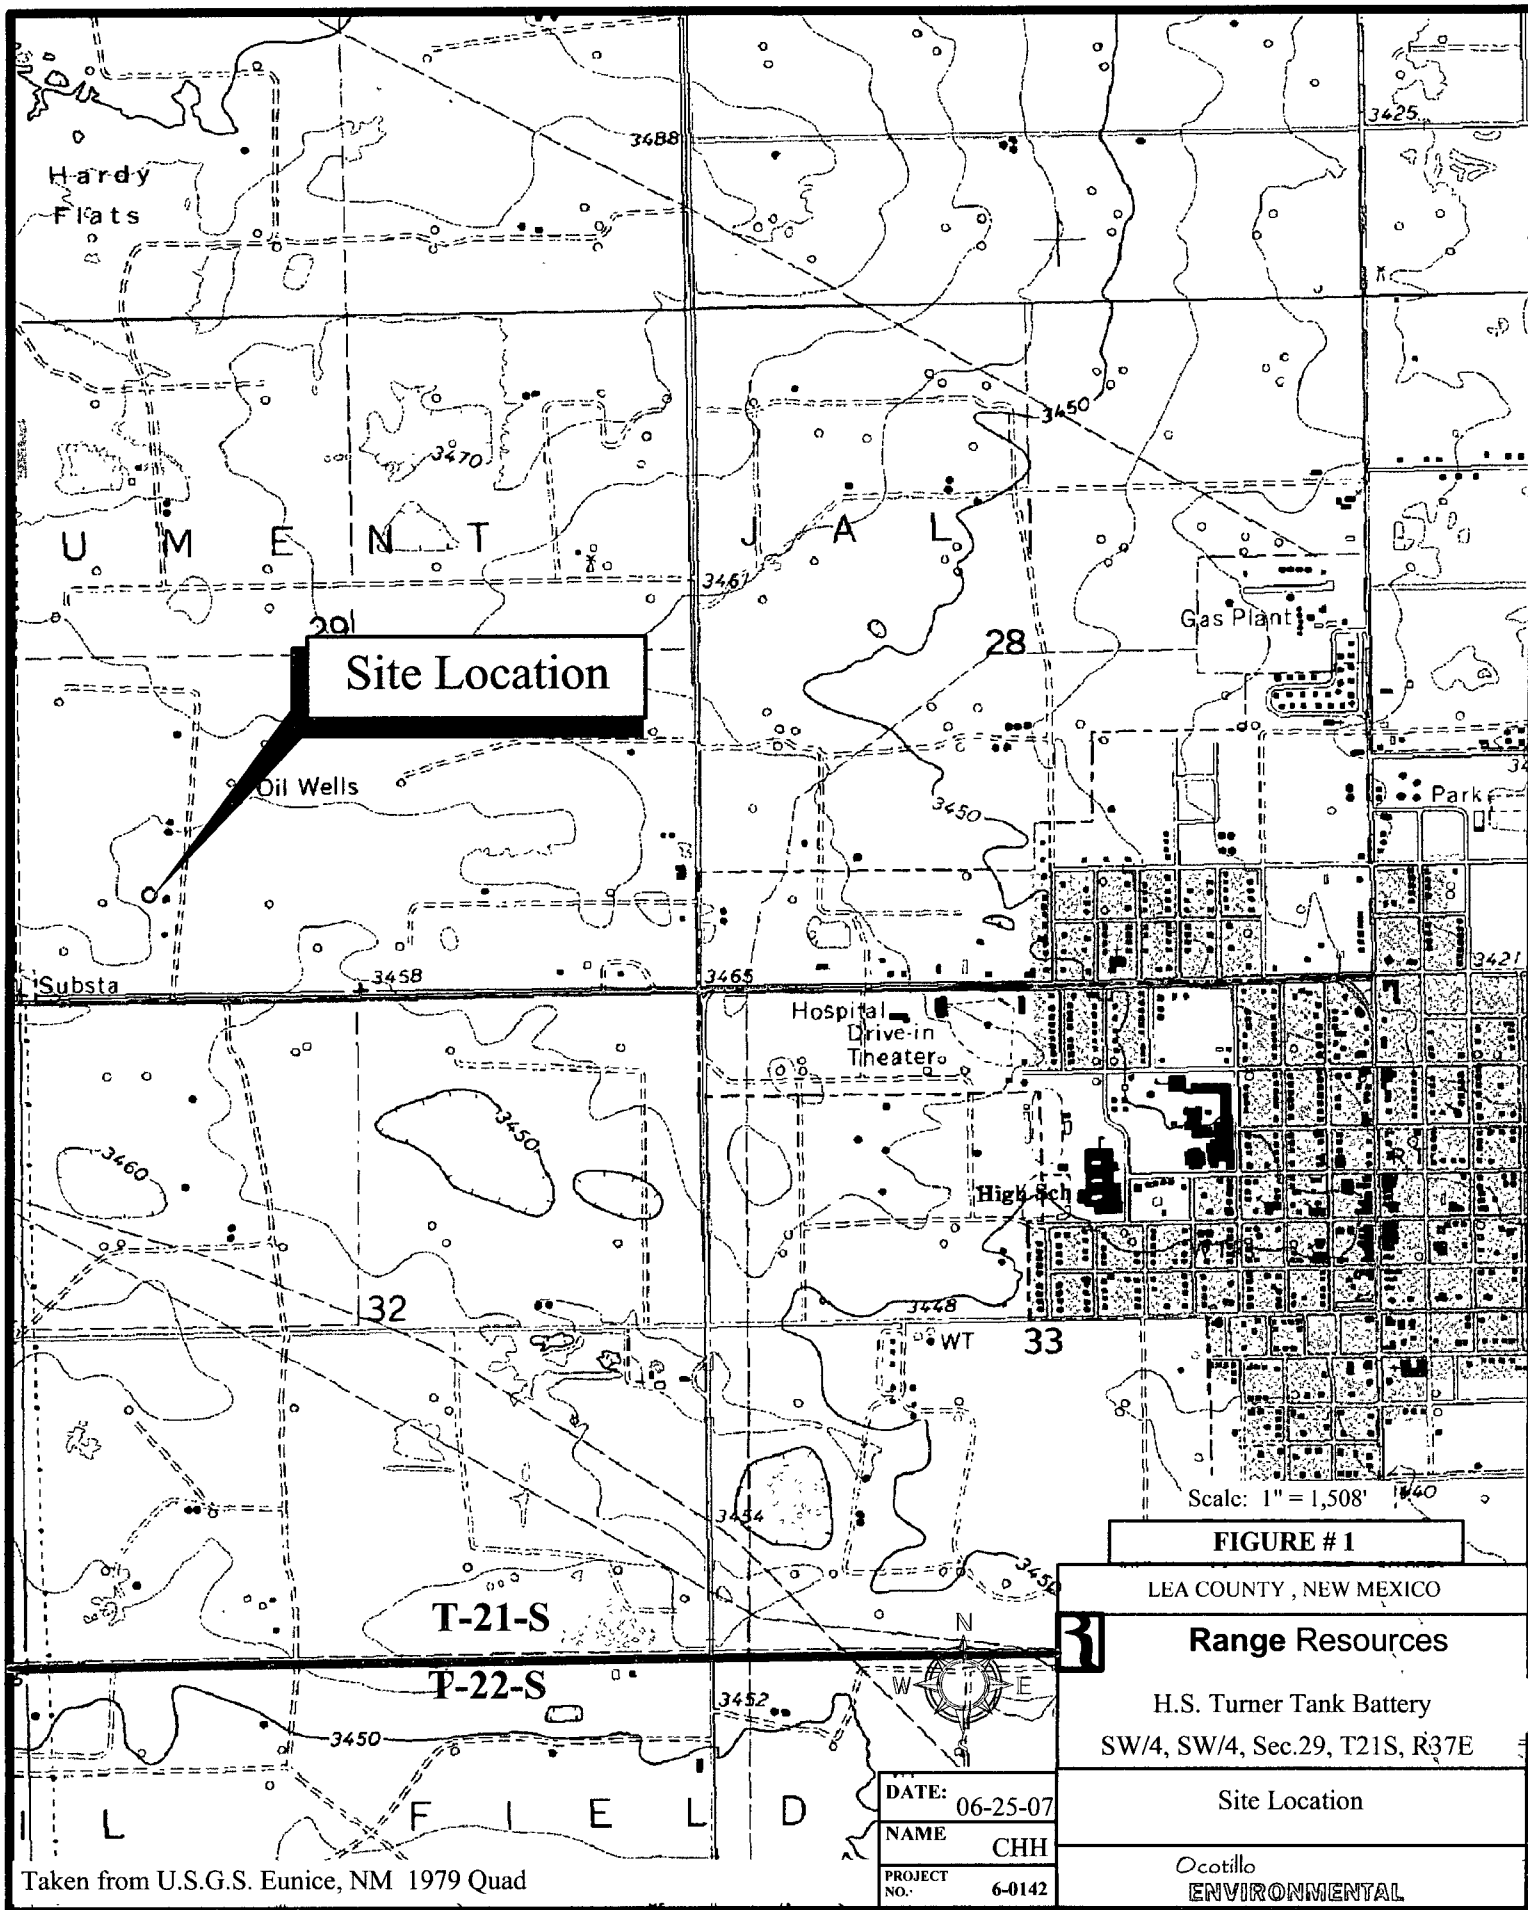 3488
3425
Hardy
Flats
3450
3470
U M E N T
J A L
3461
29
Gas Plant
28
Site Location
Oil Wells
3450
Park
Substa
3458
3465
3421
Hospital
Drive-in
Theater
3450
3460
High Sch
32
3448
WT
33
3454
Scale: 1" = 1,508'
FIGURE # 1
3450
LEA COUNTY , NEW MEXICO
T-21-S
N
Range Resources
T-22-S
W
E
S
3452
H.S. Turner Tank Battery
3450
SW/4, SW/4, Sec.29, T21S, R37E
I L
F I E L D
DATE: 06-25-07
Site Location
NAME CHH
Taken from U.S.G.S. Eunice, NM 1979 Quad
PROJECT
NO.: 6-0142
Ocotillo
ENVIRONMENTAL